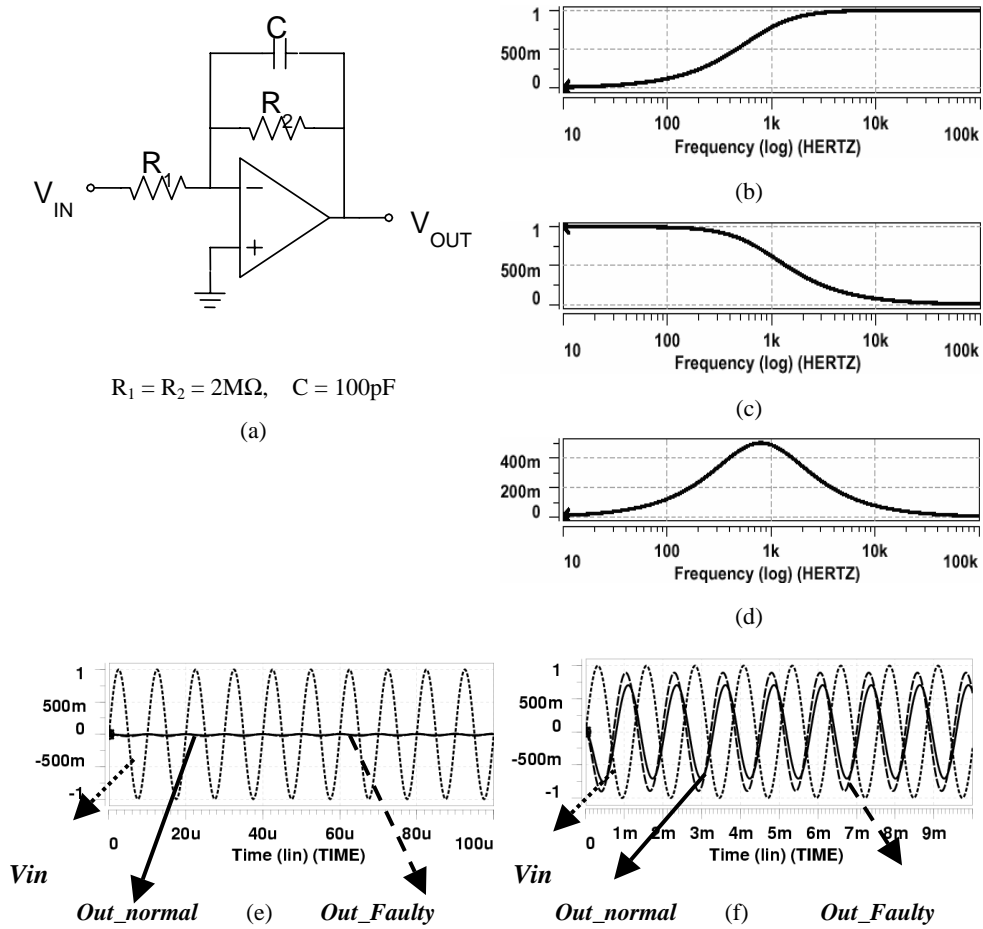 C
R2
R1
VIN
VOUT
−
+
R1 = R2 = 2MΩ, C = 100pF
(a)
1
500m
0
10 100 1k 10k 100k
Frequency (log) (HERTZ)
(b)
1
500m
0
10 100 1k 10k 100k
Frequency (log) (HERTZ)
(c)
400m
200m
0
10 100 1k 10k 100k
Frequency (log) (HERTZ)
(d)
1
500m
0
-500m
-1
0 20u 40u 60u 80u 100u
Time (lin) (TIME)
Vin
Out_normal (e) Out_Faulty
1
500m
0
-500m
-1
0 1m 2m 3m 4m 5m 6m 7m 8m 9m
Time (lin) (TIME)
Vin
Out_normal (f) Out_Faulty